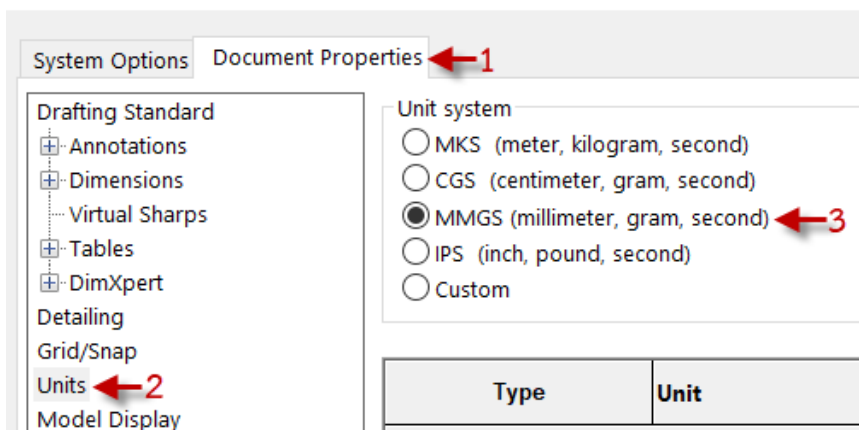 System Options
Document Properties
1
Drafting Standard
Annotations
Dimensions
Virtual Sharps
Tables
DimXpert
Detailing
Grid/Snap
Units
2
Model Display
Unit system
MKS (meter, kilogram, second)
CGS (centimeter, gram, second)
MMGS (millimeter, gram, second)
3
IPS (inch, pound, second)
Custom
Type
Unit